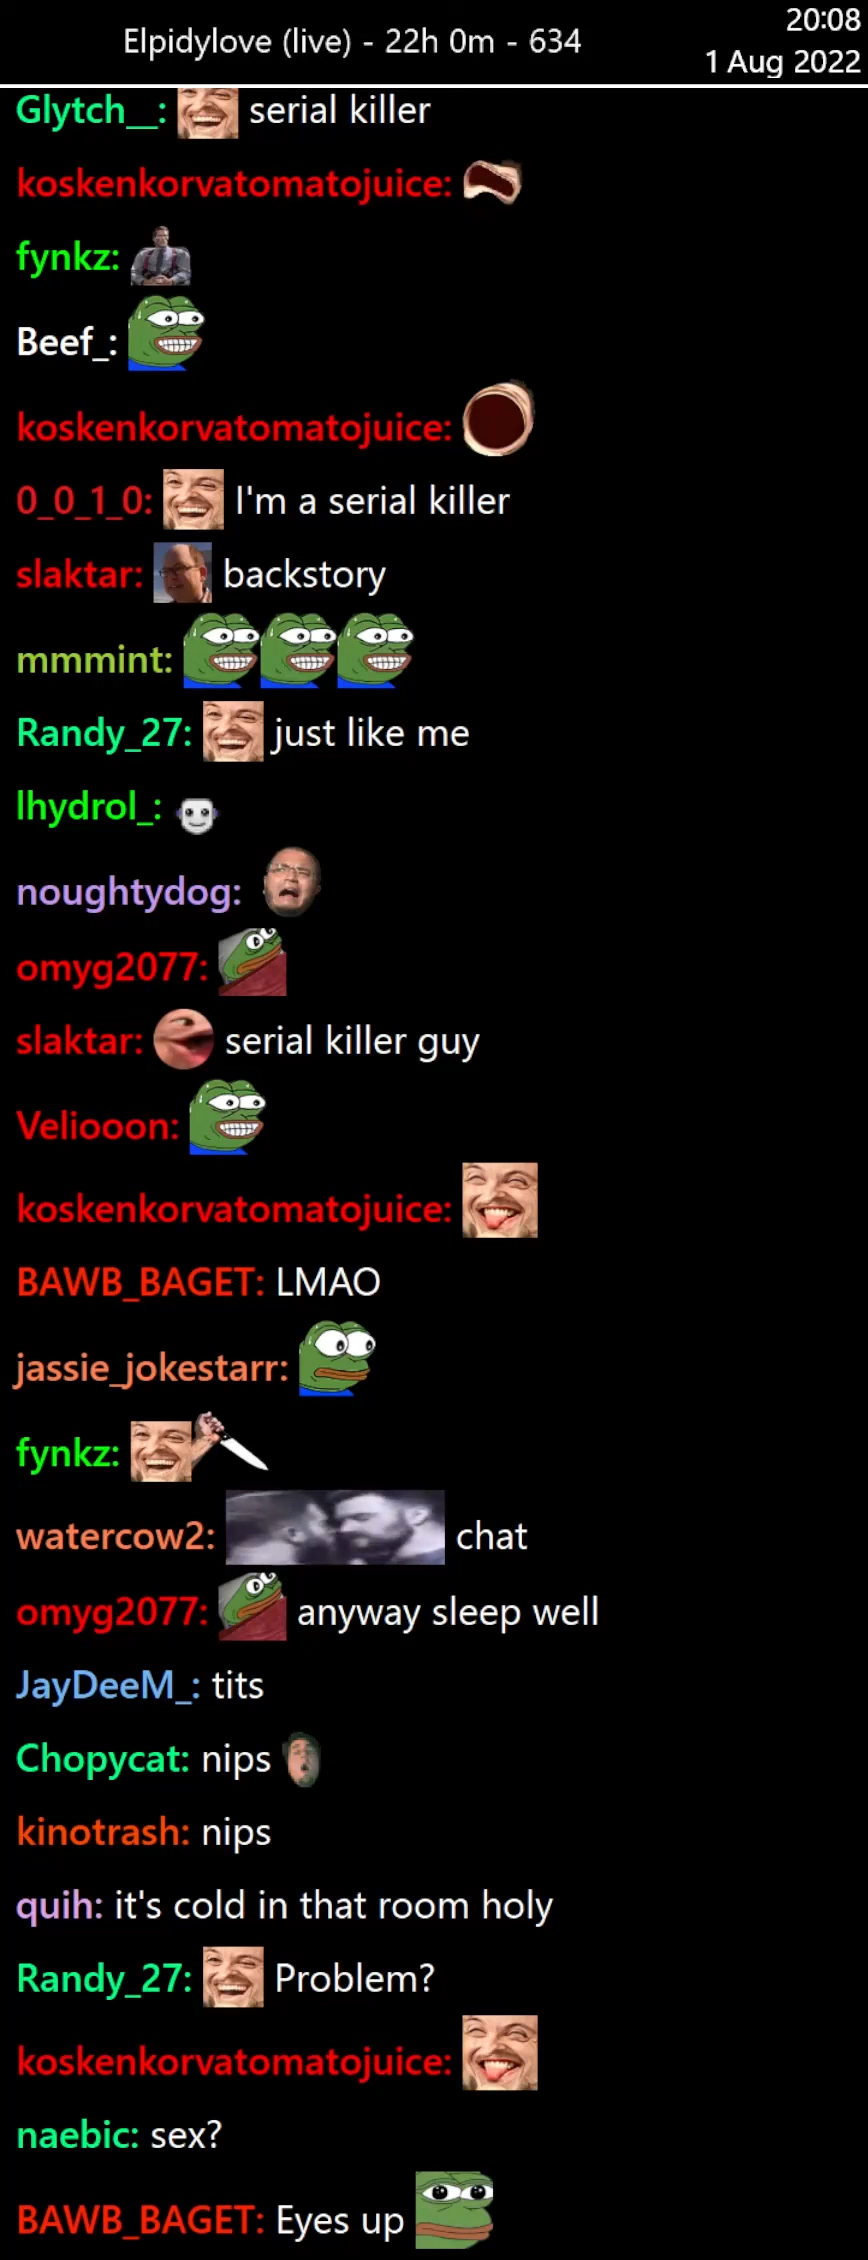 20:08
Elpidylove (live) - 22h 0m - 634
1 Aug 2022
Glytch__: serial killer
koskenkorvatomatojuice:
fynkz:
Beef_:
koskenkorvatomatojuice:
0_0_1_0: I'm a serial killer
slaktar: backstory
mmmint:
Randy_27: just like me
lhydrol_:
noughtydog:
omyg2077:
slaktar: serial killer guy
Veliooon:
koskenkorvatomatojuice:
BAWB_BAGET: LMAO
jassie_jokestarr:
fynkz:
watercow2: chat
omyg2077: anyway sleep well
JayDeeM_: tits
Chopycat: nips
kinotrash: nips
quih: it's cold in that room holy
Randy_27: Problem?
koskenkorvatomatojuice:
naebic: sex?
BAWB_BAGET: Eyes up